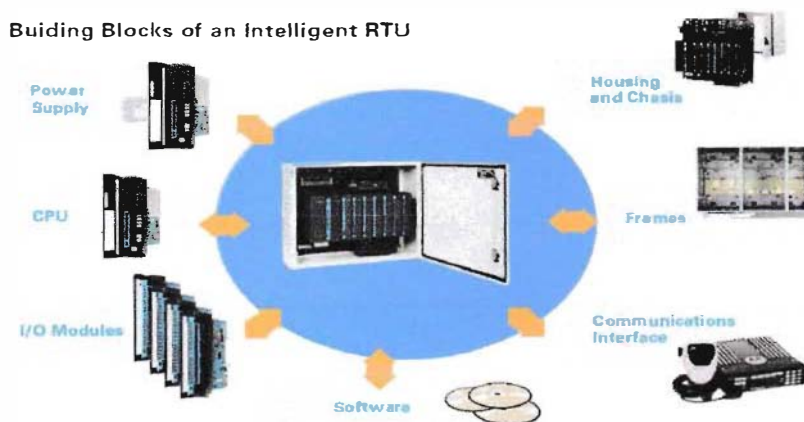 Buiding Blocks of an Intelligent RTU
Power
Supply
Housing
and Chasis
CPU
Frames
I/O Modules
Communications
Interface
Software